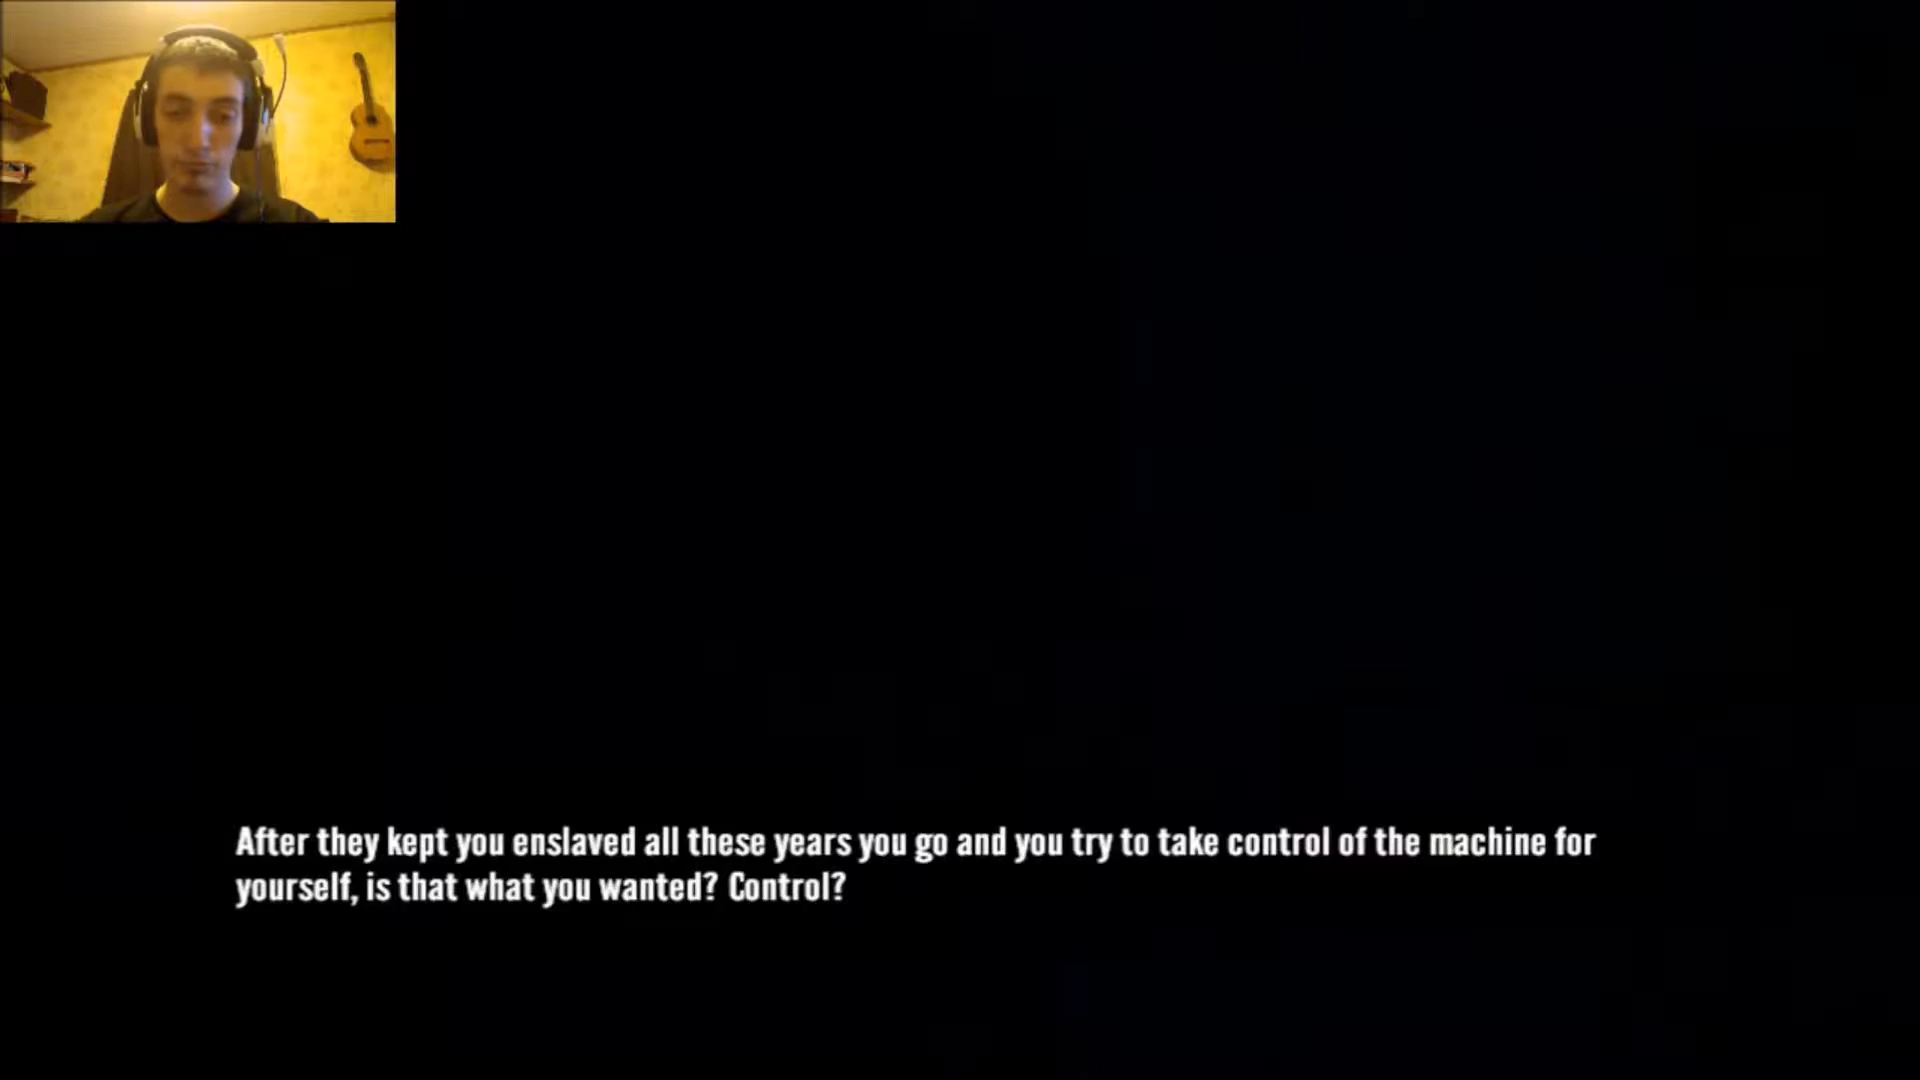 After they kept you enslaved all these years you go and you try to take control of the machine for
yourself, is that what you wanted? Control?